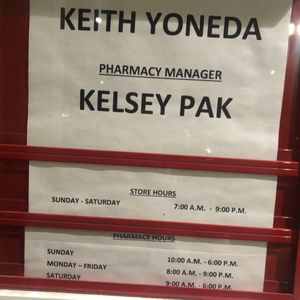 KEITH YONEDA
PHARMACY MANAGER
KELSEY PAK
STORE HOURS
SUNDAY - SATURDAY 7:00 A.M. - 9:00 P.M.
PHARMACY HOURS
SUNDAY 10:00 A.M. - 6:00 P.M.
MONDAY – FRIDAY 8:00 A.M. - 9:00 P.M.
SATURDAY 9:00 A.M. - 6:00 P.M.